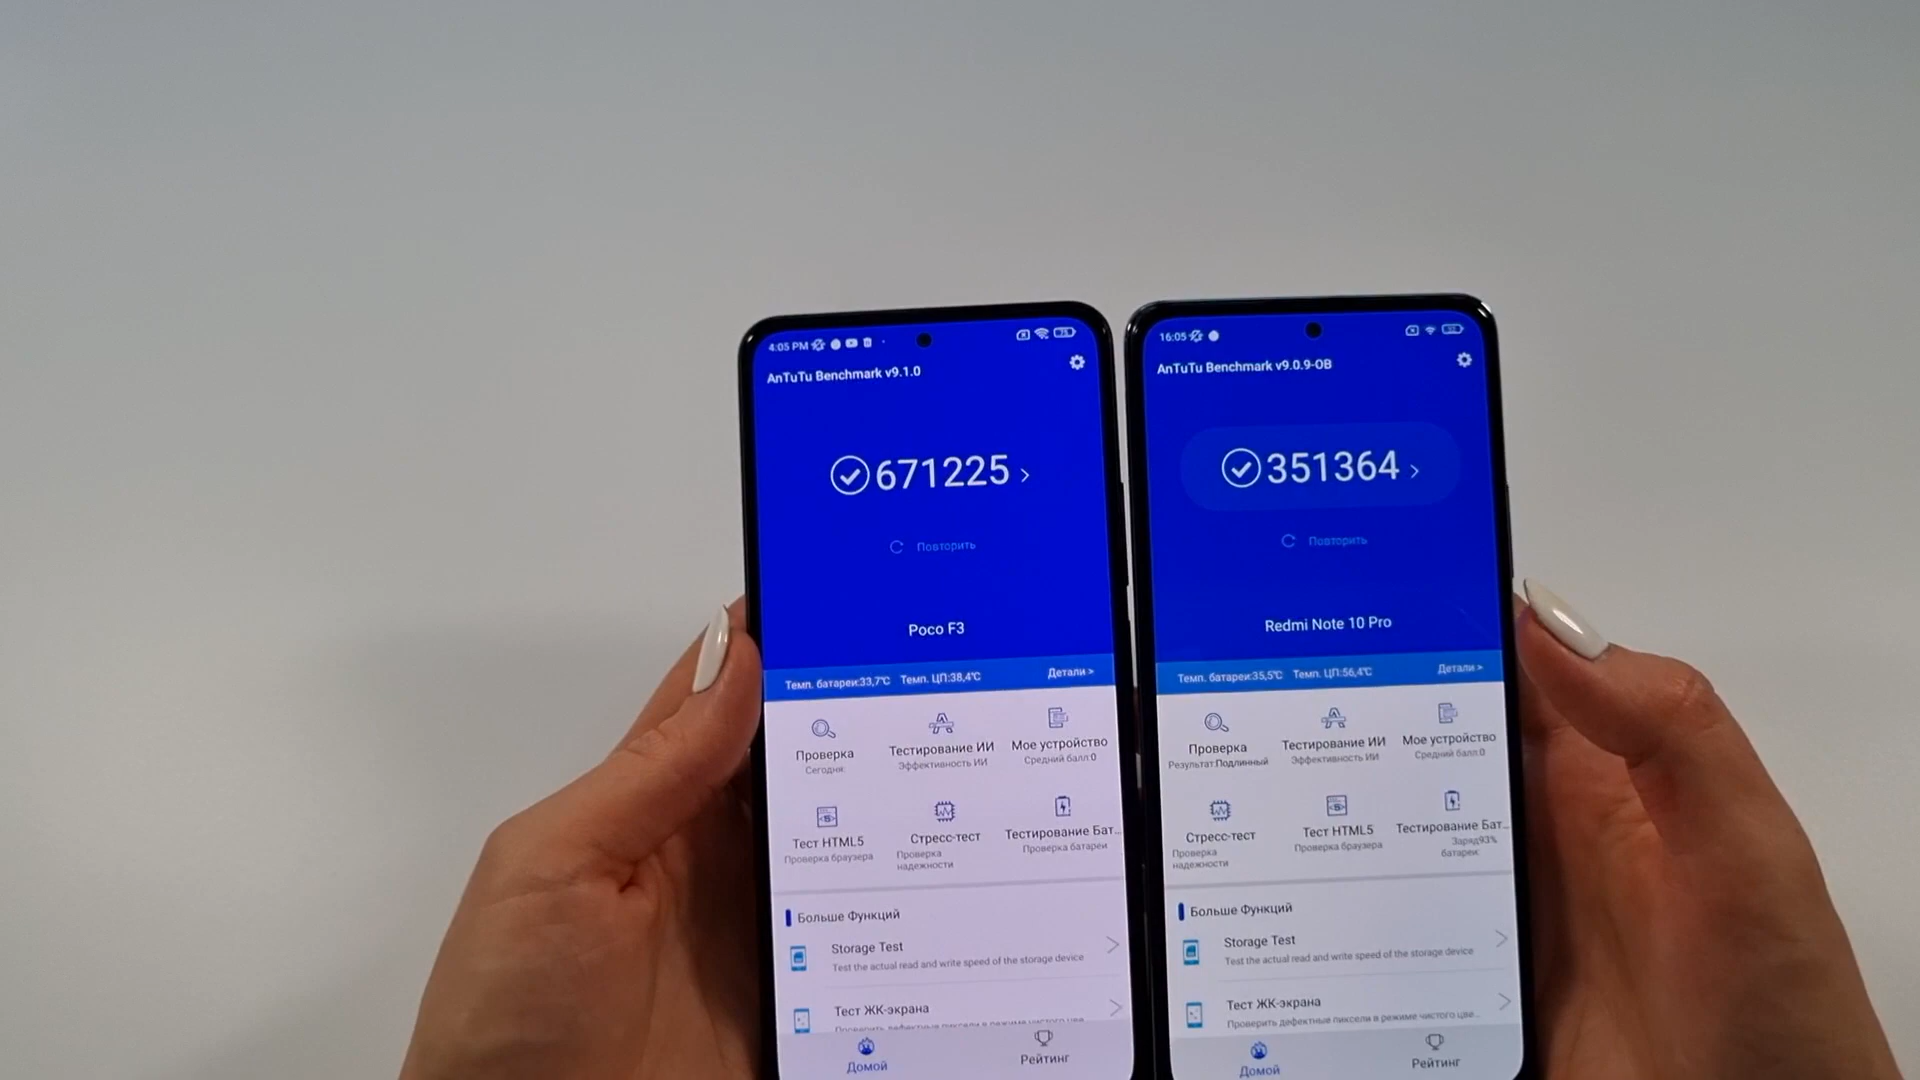 4:05 PM
AnTuTu Benchmark v9.1.0
671225
Повторить
Poco F3
Темп. батареи:33,7℃ Темп. ЦП:38,4℃ Детали >
Проверка
Сегодня:
Тестирование ИИ
Эффективность ИИ
Мое устройство
Средний балл:0
Тест HTML5
Проверка браузера
Стресс-тест
Проверка
надежности
Тестирование Бат...
Проверка батареи
Больше Функций
Storage Test
Test the actual read and write speed of the storage device
Тест ЖК-экрана
Проверить дефектные пиксели в режиме чистого цве...
Домой
Рейтинг
16:05
AnTuTu Benchmark v9.0.9-OB
351364
Повторить
Redmi Note 10 Pro
Темп. батареи:35,5℃ Темп. ЦП:56,4℃ Детали >
Проверка
Результат:Подлинный
Тестирование ИИ
Эффективность ИИ
Мое устройство
Средний балл:0
Стресс-тест
Проверка
надежности
Тест HTML5
Проверка браузера
Тестирование Бат...
Заряд93%
батареи:
Больше Функций
Storage Test
Test the actual read and write speed of the storage device
Тест ЖК-экрана
Проверить дефектные пиксели в режиме чистого цве...
Домой
Рейтинг